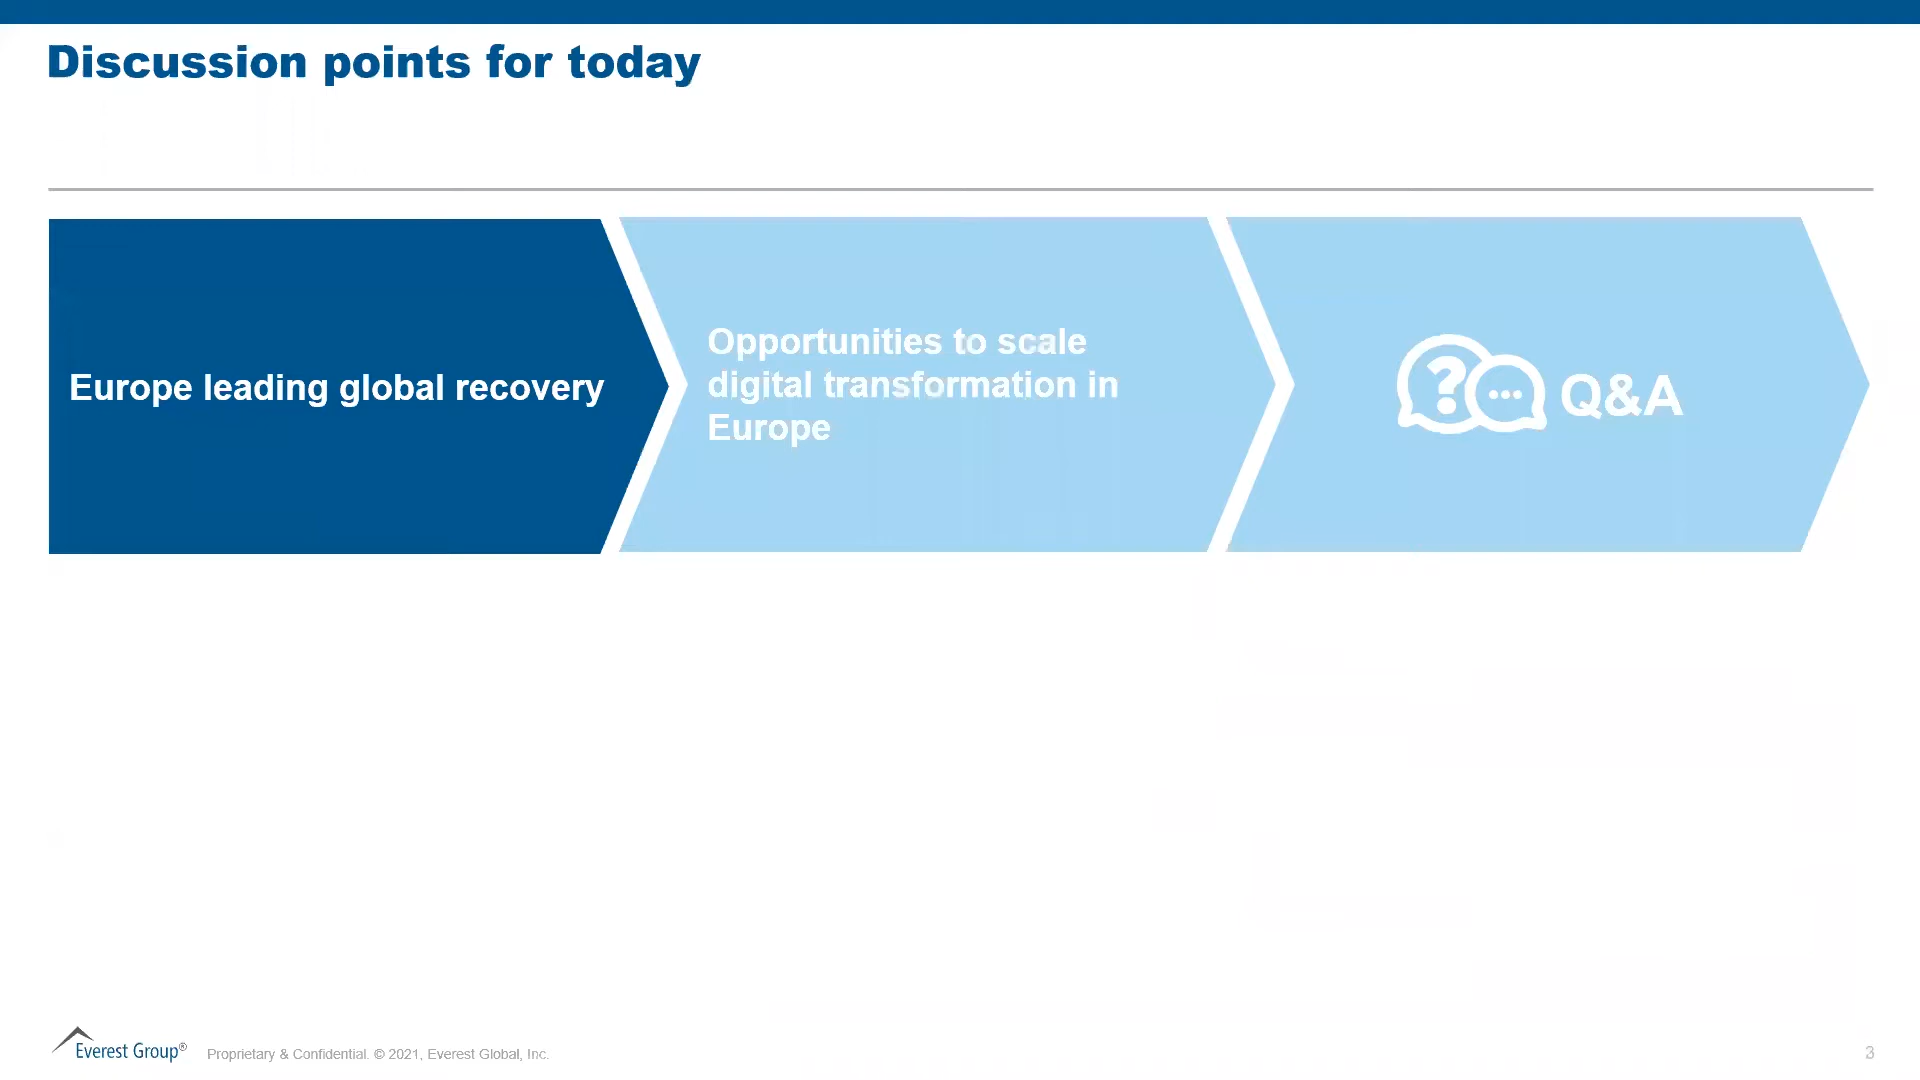 Discussion points for today
Europe leading global recovery
Opportunities to scale
digital transformation in
Europe
Q&A
Everest Group®
Proprietary & Confidential. © 2021, Everest Global, Inc.
3